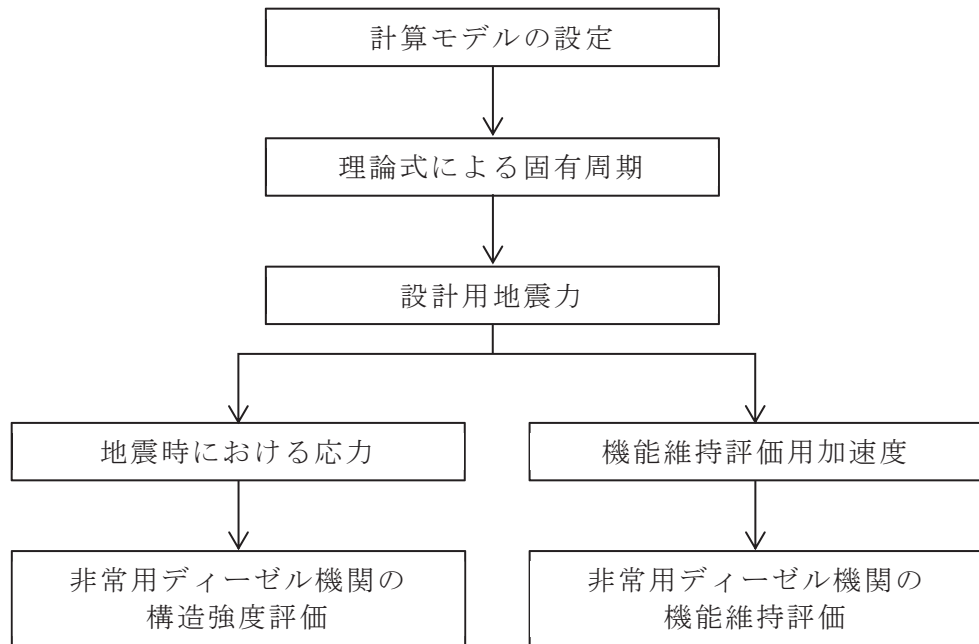 計算モデルの設定
理論式による固有周期
設計用地震力
地震時における応力
機能維持評価用加速度
非常用ディーゼル機関の
構造強度評価
非常用ディーゼル機関の
機能維持評価